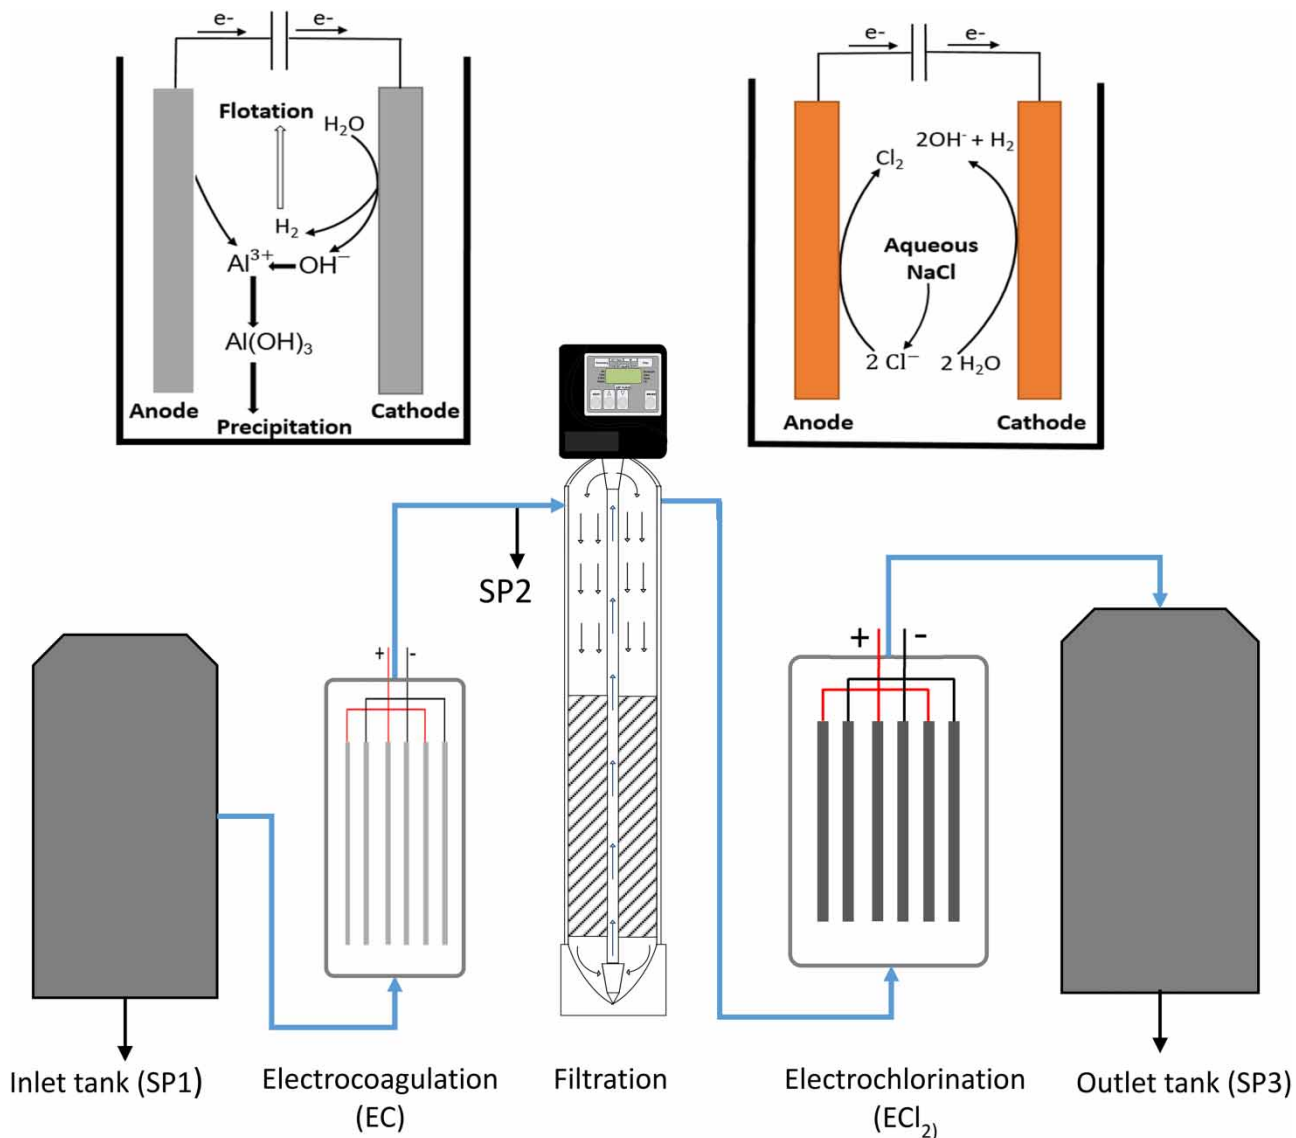 e- e-
Flotation
H₂O
H₂
Al³⁺ OH⁻
Al(OH)₃
Anode Cathode
Precipitation
e- e-
Cl₂ 2OH⁻ + H₂
Aqueous
NaCl
2 Cl⁻ 2 H₂O
Anode Cathode
SP2
+ -
+ -
Inlet tank (SP1)
Electrocoagulation
(EC)
Filtration
Electrochlorination
(ECl₂)
Outlet tank (SP3)